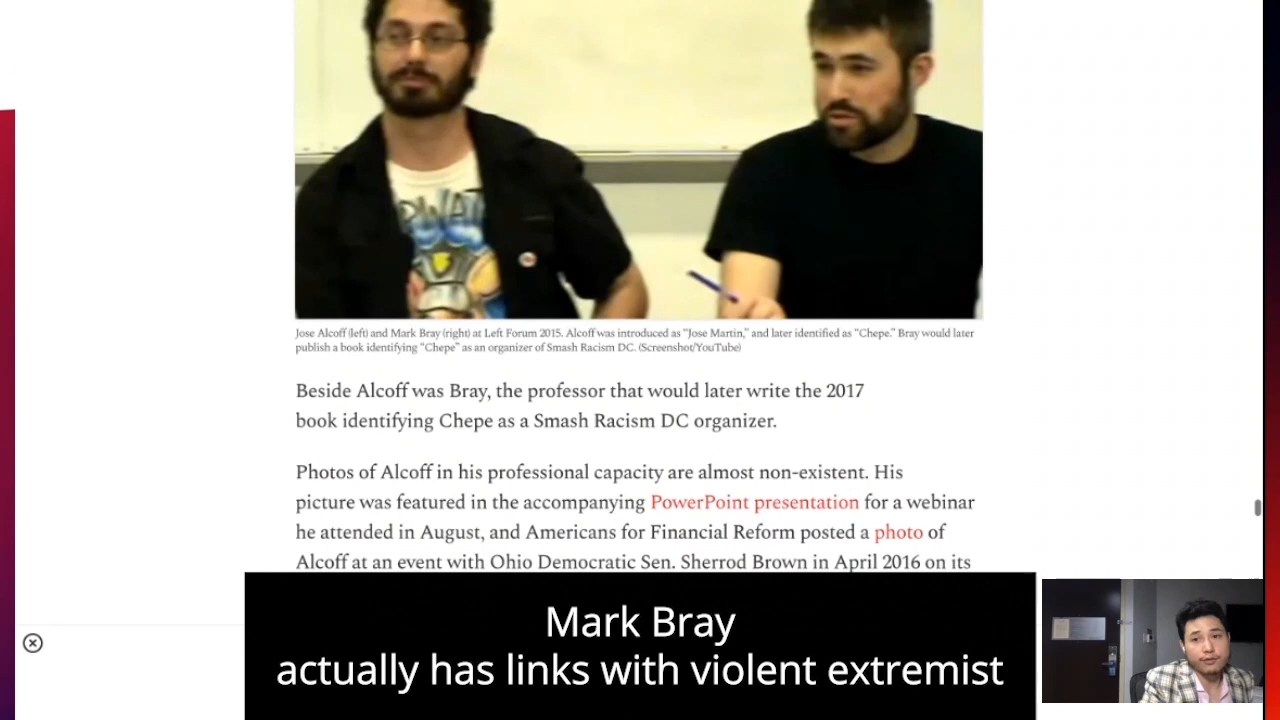 Jose Alcoff (left) and Mark Bray (right) at Left Forum 2015. Alcoff was introduced as “Jose Martin,” and later identified as “Chepe.” Bray would later
publish a book identifying “Chepe” as an organizer of Smash Racism DC. (Screenshot/YouTube)
Beside Alcoff was Bray, the professor that would later write the 2017
book identifying Chepe as a Smash Racism DC organizer.
Photos of Alcoff in his professional capacity are almost non-existent. His
picture was featured in the accompanying PowerPoint presentation for a webinar
he attended in August, and Americans for Financial Reform posted a photo of
Alcoff at an event with Ohio Democratic Sen. Sherrod Brown in April 2016 on its
Mark Bray
actually has links with violent extremist